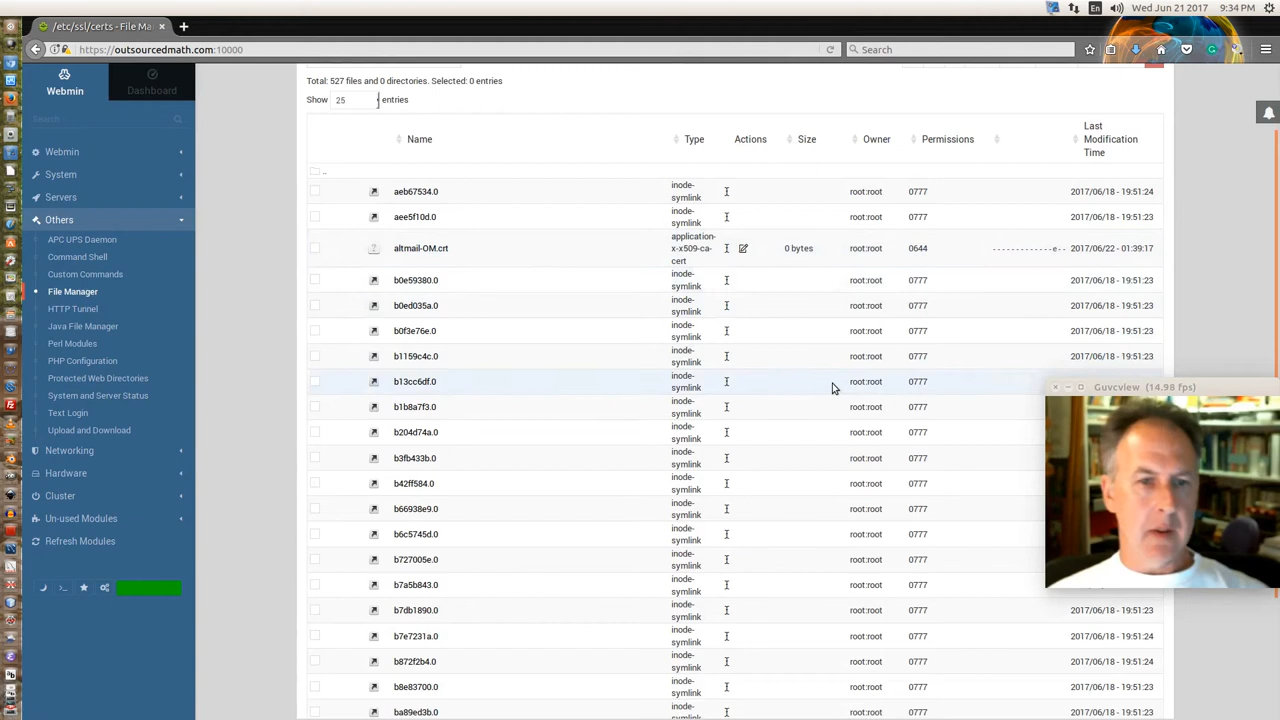 En
Wed Jun 21 2017 9:34 PM
/etc/ssl/certs - File Ma
https://outsourcedmath.com:10000
Search
Webmin
Dashboard
Search
Webmin
System
Servers
Others
APC UPS Daemon
Command Shell
Custom Commands
File Manager
HTTP Tunnel
Java File Manager
Perl Modules
PHP Configuration
Protected Web Directories
System and Server Status
Text Login
Upload and Download
Networking
Hardware
Cluster
Un-used Modules
Refresh Modules
Total: 527 files and 0 directories. Selected: 0 entries
Show 25 entries
Name Type Actions Size Owner Permissions Last Modification Time
..
aeb67534.0 inode-symlink root:root 0777 2017/06/18 - 19:51:24
aee5f10d.0 inode-symlink root:root 0777 2017/06/18 - 19:51:23
altmail-OM.crt application-x-x509-ca-cert 0 bytes root:root 0644 -------------e-- 2017/06/22 - 01:39:17
b0e59380.0 inode-symlink root:root 0777 2017/06/18 - 19:51:23
b0ed035a.0 inode-symlink root:root 0777 2017/06/18 - 19:51:23
b0f3e76e.0 inode-symlink root:root 0777 2017/06/18 - 19:51:23
b1159c4c.0 inode-symlink root:root 0777 2017/06/18 - 19:51:23
b13cc6df.0 inode-symlink root:root 0777
b1b8a7f3.0 inode-symlink root:root 0777
b204d74a.0 inode-symlink root:root 0777
b3fb433b.0 inode-symlink root:root 0777
b42ff584.0 inode-symlink root:root 0777
b66938e9.0 inode-symlink root:root 0777
b6c5745d.0 inode-symlink root:root 0777
b727005e.0 inode-symlink root:root 0777
b7a5b843.0 inode-symlink root:root 0777
b7db1890.0 inode-symlink root:root 0777 2017/06/18 - 19:51:23
b7e7231a.0 inode-symlink root:root 0777 2017/06/18 - 19:51:24
b872f2b4.0 inode-symlink root:root 0777 2017/06/18 - 19:51:24
b8e83700.0 inode-symlink root:root 0777 2017/06/18 - 19:51:23
ba89ed3b.0 inode- root:root 0777 2017/06/18 - 19:51:23
Guvcview (14.98 fps)